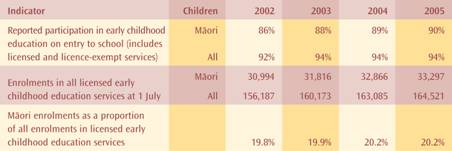 Indicator Children 2002 2003 2004 2005
Reported participation in early childhood Māori 86% 88% 89% 90%
education on entry to school (includes
licensed and licence-exempt services) All 92% 94% 94% 94%
Enrolments in all licensed early Māori 30,994 31,816 32,866 33,297
childhood education services at 1 July All 156,187 160,173 163,085 164,521
Māori enrolments as a proportion
of all enrolments in licensed early
childhood education services 19.8% 19.9% 20.2% 20.2%